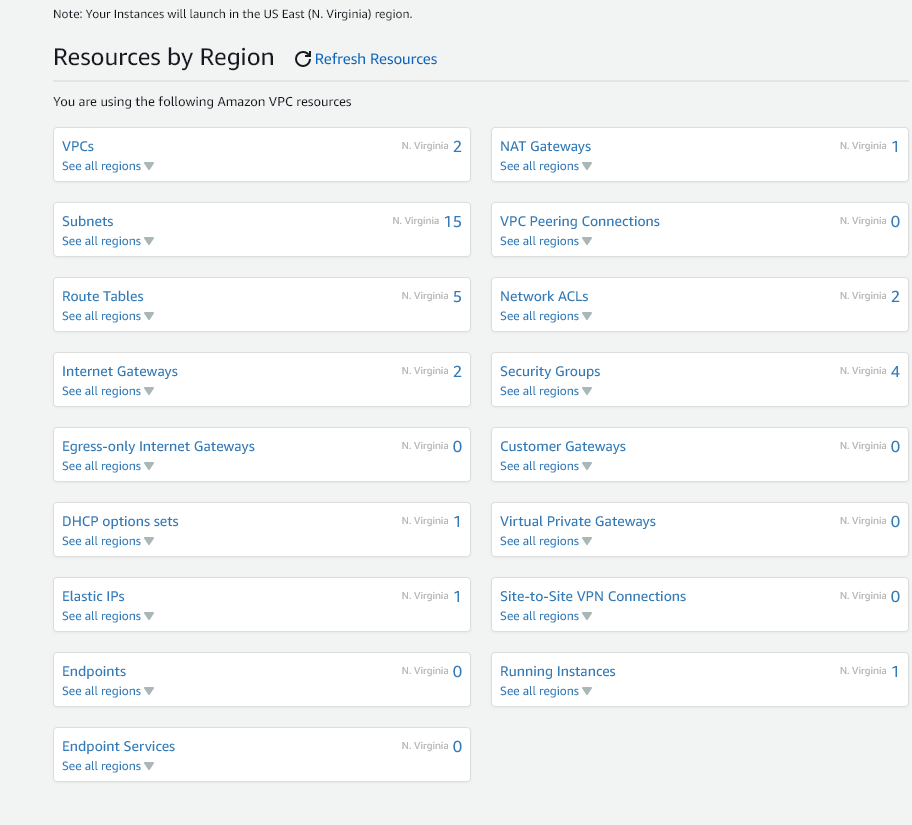 Note: Your Instances will launch in the US East (N. Virginia) region.
Resources by Region Refresh Resources
You are using the following Amazon VPC resources
VPCs N. Virginia 2
See all regions
NAT Gateways N. Virginia 1
See all regions
Subnets N. Virginia 15
See all regions
VPC Peering Connections N. Virginia 0
See all regions
Route Tables N. Virginia 5
See all regions
Network ACLs N. Virginia 2
See all regions
Internet Gateways N. Virginia 2
See all regions
Security Groups N. Virginia 4
See all regions
Egress-only Internet Gateways N. Virginia 0
See all regions
Customer Gateways N. Virginia 0
See all regions
DHCP options sets N. Virginia 1
See all regions
Virtual Private Gateways N. Virginia 0
See all regions
Elastic IPs N. Virginia 1
See all regions
Site-to-Site VPN Connections N. Virginia 0
See all regions
Endpoints N. Virginia 0
See all regions
Running Instances N. Virginia 1
See all regions
Endpoint Services N. Virginia 0
See all regions